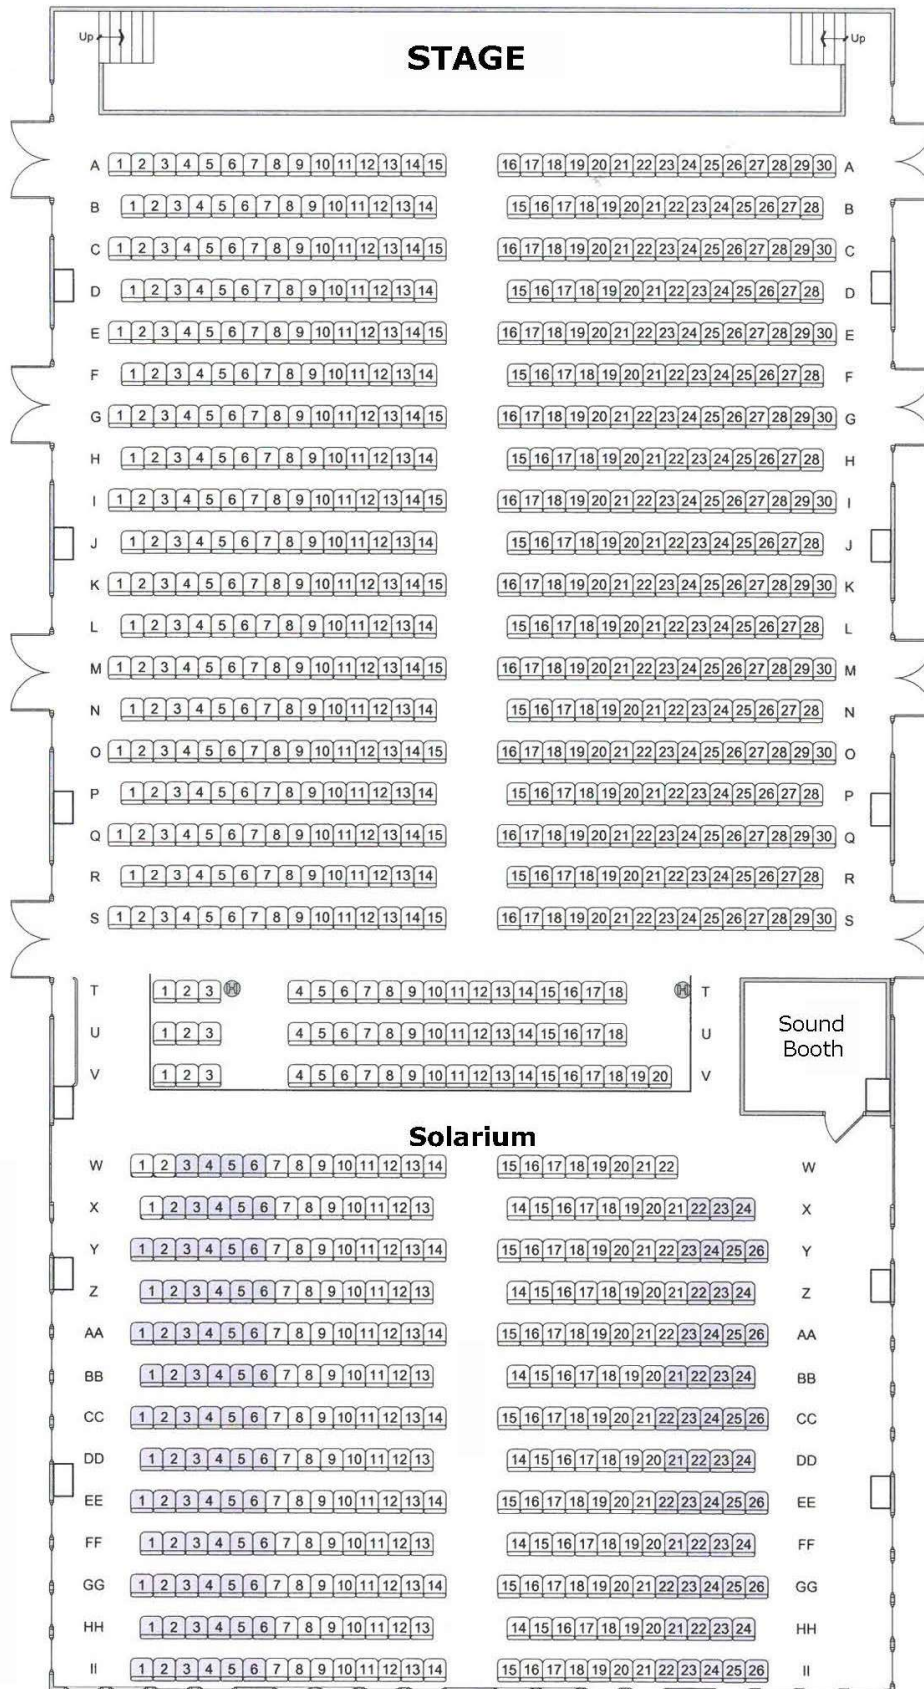 Up STAGE Up
A 1 2 3 4 5 6 7 8 9 10 11 12 13 14 15 16 17 18 19 20 21 22 23 24 25 26 27 28 29 30 A
B 1 2 3 4 5 6 7 8 9 10 11 12 13 14 15 16 17 18 19 20 21 22 23 24 25 26 27 28 B
C 1 2 3 4 5 6 7 8 9 10 11 12 13 14 15 16 17 18 19 20 21 22 23 24 25 26 27 28 29 30 C
D 1 2 3 4 5 6 7 8 9 10 11 12 13 14 15 16 17 18 19 20 21 22 23 24 25 26 27 28 D
E 1 2 3 4 5 6 7 8 9 10 11 12 13 14 15 16 17 18 19 20 21 22 23 24 25 26 27 28 29 30 E
F 1 2 3 4 5 6 7 8 9 10 11 12 13 14 15 16 17 18 19 20 21 22 23 24 25 26 27 28 F
G 1 2 3 4 5 6 7 8 9 10 11 12 13 14 15 16 17 18 19 20 21 22 23 24 25 26 27 28 29 30 G
H 1 2 3 4 5 6 7 8 9 10 11 12 13 14 15 16 17 18 19 20 21 22 23 24 25 26 27 28 H
I 1 2 3 4 5 6 7 8 9 10 11 12 13 14 15 16 17 18 19 20 21 22 23 24 25 26 27 28 29 30 I
J 1 2 3 4 5 6 7 8 9 10 11 12 13 14 15 16 17 18 19 20 21 22 23 24 25 26 27 28 J
K 1 2 3 4 5 6 7 8 9 10 11 12 13 14 15 16 17 18 19 20 21 22 23 24 25 26 27 28 29 30 K
L 1 2 3 4 5 6 7 8 9 10 11 12 13 14 15 16 17 18 19 20 21 22 23 24 25 26 27 28 L
M 1 2 3 4 5 6 7 8 9 10 11 12 13 14 15 16 17 18 19 20 21 22 23 24 25 26 27 28 29 30 M
N 1 2 3 4 5 6 7 8 9 10 11 12 13 14 15 16 17 18 19 20 21 22 23 24 25 26 27 28 N
O 1 2 3 4 5 6 7 8 9 10 11 12 13 14 15 16 17 18 19 20 21 22 23 24 25 26 27 28 29 30 O
P 1 2 3 4 5 6 7 8 9 10 11 12 13 14 15 16 17 18 19 20 21 22 23 24 25 26 27 28 P
Q 1 2 3 4 5 6 7 8 9 10 11 12 13 14 15 16 17 18 19 20 21 22 23 24 25 26 27 28 29 30 Q
R 1 2 3 4 5 6 7 8 9 10 11 12 13 14 15 16 17 18 19 20 21 22 23 24 25 26 27 28 R
S 1 2 3 4 5 6 7 8 9 10 11 12 13 14 15 16 17 18 19 20 21 22 23 24 25 26 27 28 29 30 S
T 1 2 3 H 4 5 6 7 8 9 10 11 12 13 14 15 16 17 18 H T
U 1 2 3 4 5 6 7 8 9 10 11 12 13 14 15 16 17 18 U
V 1 2 3 4 5 6 7 8 9 10 11 12 13 14 15 16 17 18 19 20 V
Sound
Booth
Solarium
W 1 2 3 4 5 6 7 8 9 10 11 12 13 14 15 16 17 18 19 20 21 22 W
X 1 2 3 4 5 6 7 8 9 10 11 12 13 14 15 16 17 18 19 20 21 22 23 24 X
Y 1 2 3 4 5 6 7 8 9 10 11 12 13 14 15 16 17 18 19 20 21 22 23 24 25 26 Y
Z 1 2 3 4 5 6 7 8 9 10 11 12 13 14 15 16 17 18 19 20 21 22 23 24 Z
AA 1 2 3 4 5 6 7 8 9 10 11 12 13 14 15 16 17 18 19 20 21 22 23 24 25 26 AA
BB 1 2 3 4 5 6 7 8 9 10 11 12 13 14 15 16 17 18 19 20 21 22 23 24 BB
CC 1 2 3 4 5 6 7 8 9 10 11 12 13 14 15 16 17 18 19 20 21 22 23 24 25 26 CC
DD 1 2 3 4 5 6 7 8 9 10 11 12 13 14 15 16 17 18 19 20 21 22 23 24 DD
EE 1 2 3 4 5 6 7 8 9 10 11 12 13 14 15 16 17 18 19 20 21 22 23 24 25 26 EE
FF 1 2 3 4 5 6 7 8 9 10 11 12 13 14 15 16 17 18 19 20 21 22 23 24 FF
GG 1 2 3 4 5 6 7 8 9 10 11 12 13 14 15 16 17 18 19 20 21 22 23 24 25 26 GG
HH 1 2 3 4 5 6 7 8 9 10 11 12 13 14 15 16 17 18 19 20 21 22 23 24 HH
II 1 2 3 4 5 6 7 8 9 10 11 12 13 14 15 16 17 18 19 20 21 22 23 24 25 26 II